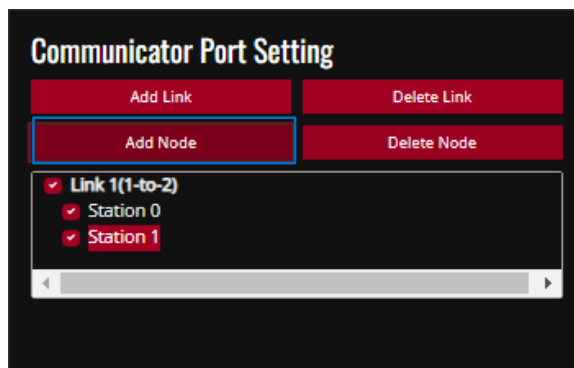 Communicator Port Setting
Add Link
Delete Link
Add Node
Delete Node
Link 1(1-to-2)
Station 0
Station 1